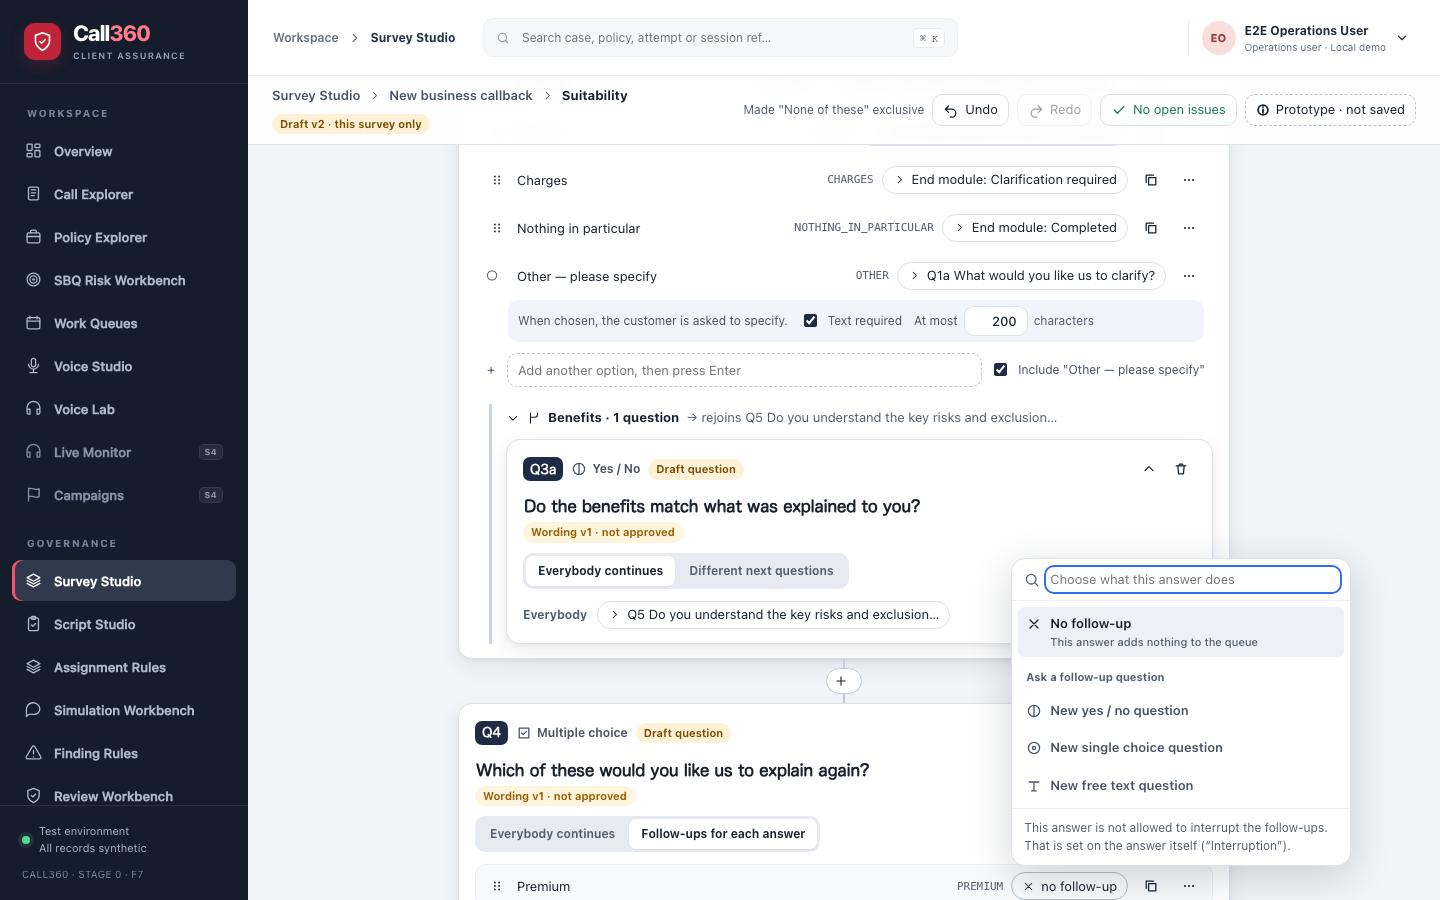 Call360
CLIENT ASSURANCE
WORKSPACE
Overview
Call Explorer
Policy Explorer
SBQ Risk Workbench
Work Queues
Voice Studio
Voice Lab
Live Monitor S4
Campaigns S4
GOVERNANCE
Survey Studio
Script Studio
Assignment Rules
Simulation Workbench
Finding Rules
Review Workbench
Test environment
All records synthetic
CALL360 · STAGE 0 · F7
Workspace > Survey Studio
Search case, policy, attempt or session ref...
⌘ K
EO
E2E Operations User
Operations user · Local demo
Survey Studio > New business callback > Suitability
Draft v2 · this survey only
Made "None of these" exclusive
Undo
Redo
No open issues
Prototype · not saved
Charges CHARGES > End module: Clarification required
Nothing in particular NOTHING_IN_PARTICULAR > End module: Completed
Other — please specify OTHER > Q1a What would you like us to clarify?
When chosen, the customer is asked to specify. Text required At most 200 characters
+ Add another option, then press Enter Include "Other — please specify"
Benefits · 1 question → rejoins Q5 Do you understand the key risks and exclusion...
Q3a Yes / No Draft question
Do the benefits match what was explained to you?
Wording v1 · not approved
Everybody continues Different next questions
Everybody > Q5 Do you understand the key risks and exclusion...
+
Q4 Multiple choice Draft question
Which of these would you like us to explain again?
Wording v1 · not approved
Everybody continues Follow-ups for each answer
Premium PREMIUM × no follow-up
Choose what this answer does
No follow-up
This answer adds nothing to the queue
Ask a follow-up question
New yes / no question
New single choice question
New free text question
This answer is not allowed to interrupt the follow-ups.
That is set on the answer itself (“Interruption”).